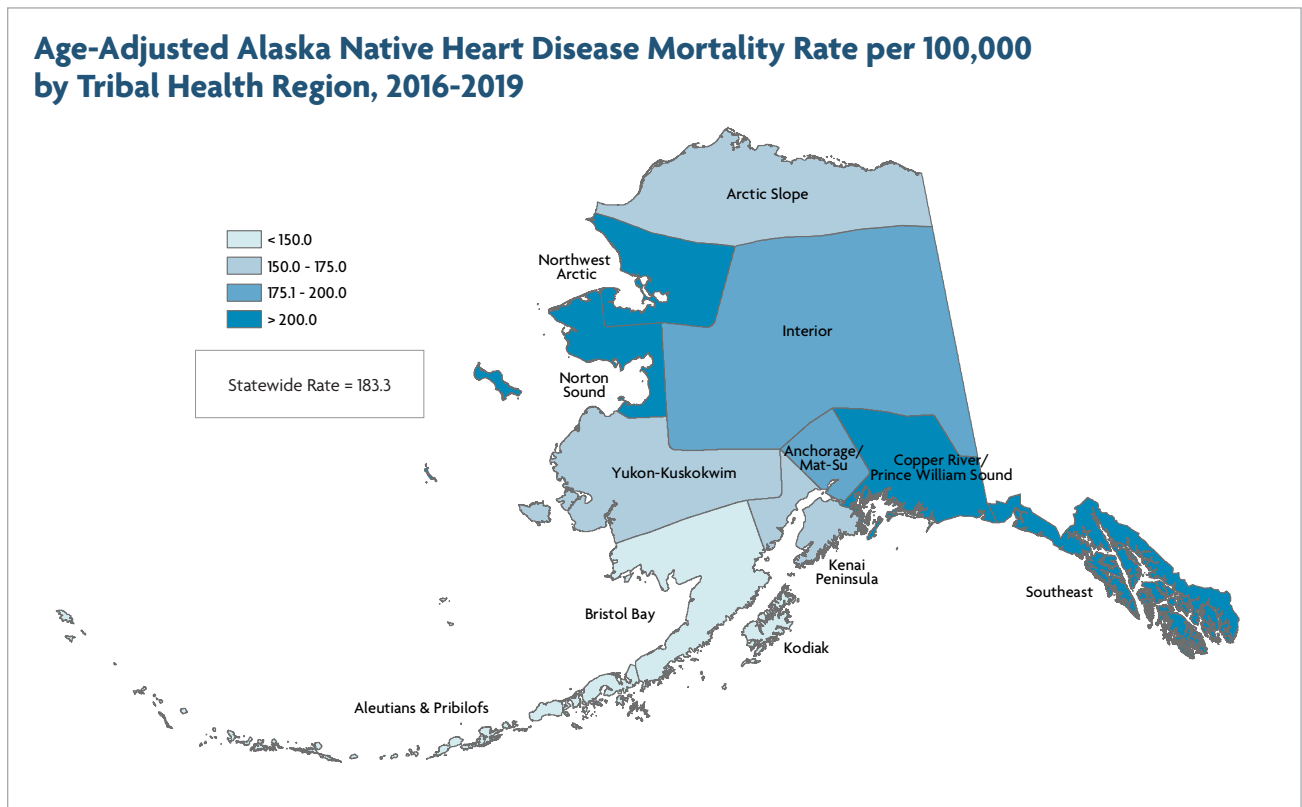 Age-Adjusted Alaska Native Heart Disease Mortality Rate per 100,000
by Tribal Health Region, 2016-2019
< 150.0
150.0 - 175.0
175.1 - 200.0
> 200.0
Statewide Rate = 183.3
Arctic Slope
Northwest
Arctic
Interior
Norton
Sound
Anchorage/
Mat-Su
Copper River/
Prince William Sound
Yukon-Kuskokwim
Kenai
Peninsula
Southeast
Bristol Bay
Kodiak
Aleutians & Pribilofs